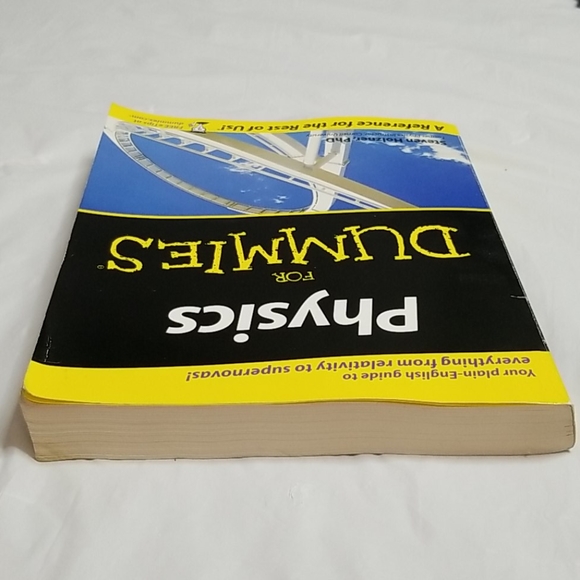 Your plain-English guide to
everything from relativity to supernovas!
Physics
FOR
DUMMIES®
Steven Holzner, PhD
A Reference for the Rest of Us!®